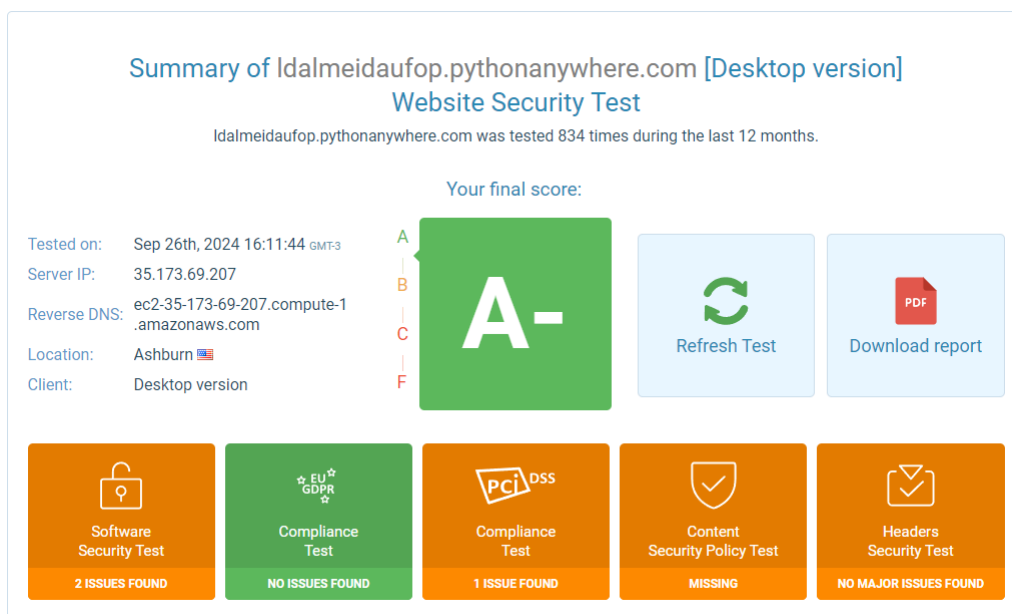 Summary of ldalmeidaufop.pythonanywhere.com [Desktop version]
Website Security Test
ldalmeidaufop.pythonanywhere.com was tested 834 times during the last 12 months.
Your final score:
Tested on: Sep 26th, 2024 16:11:44 GMT-3
Server IP: 35.173.69.207
Reverse DNS: ec2-35-173-69-207.compute-1
.amazonaws.com
Location: Ashburn
Client: Desktop version
A
B
C
F
A-
Refresh Test
PDF
Download report
Software
Security Test
2 ISSUES FOUND
EU
GDPR
Compliance
Test
NO ISSUES FOUND
PCi DSS
Compliance
Test
1 ISSUE FOUND
Content
Security Policy Test
MISSING
Headers
Security Test
NO MAJOR ISSUES FOUND